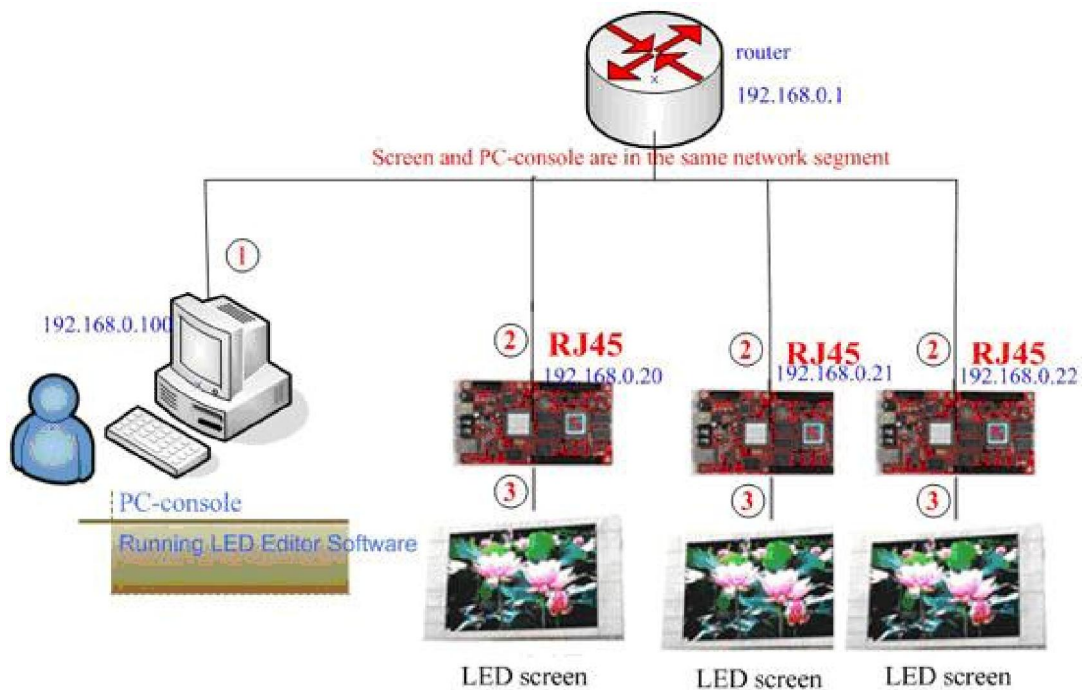 router
192.168.0.1
x
Screen and PC-console are in the same network segment
1
192.168.0.100
2
RJ45
192.168.0.20
2
RJ45
192.168.0.21
2
RJ45
192.168.0.22
3
3
3
PC-console
Running LED Editor Software
LED screen
LED screen
LED screen